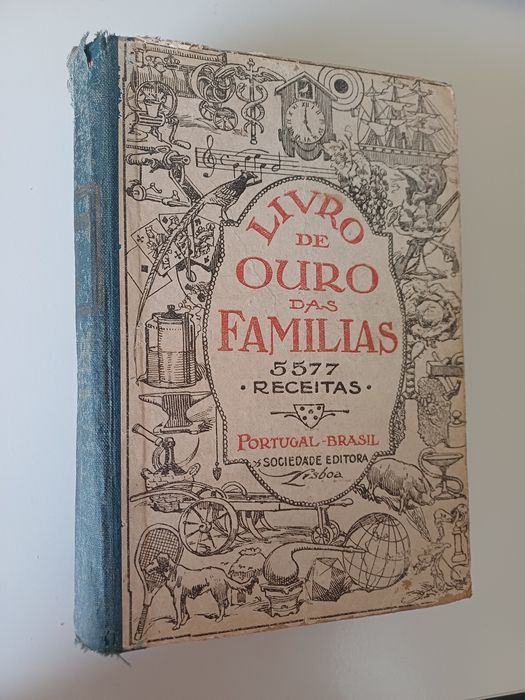 LIVRO
DE
OURO
DAS
FAMILIAS
5577
• RECEITAS •
PORTUGAL-BRASIL
SOCIEDADE EDITORA
Lisboa